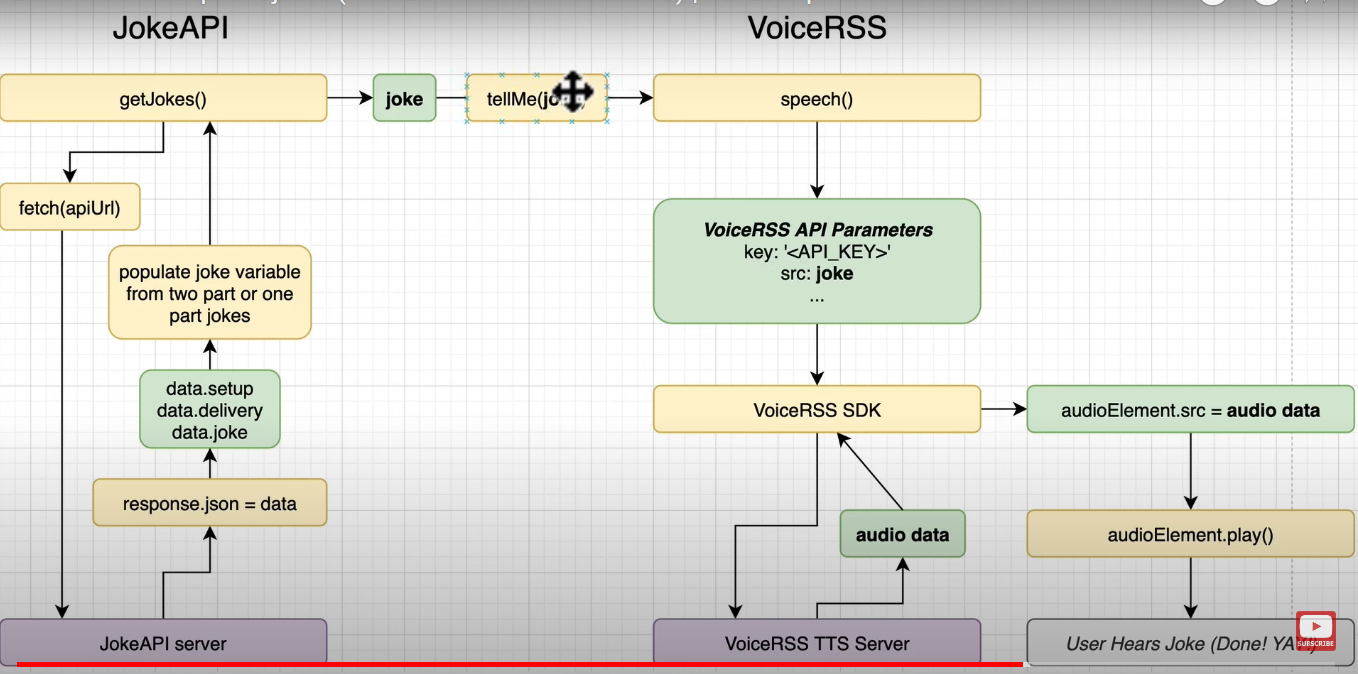 JokeAPI
VoiceRSS
getJokes()
joke
tellMe(jo
speech()
fetch(apiUrl)
populate joke variable
from two part or one
part jokes
data.setup
data.delivery
data.joke
response.json = data
JokeAPI server
VoiceRSS API Parameters
key: '<API_KEY>'
src: joke
...
VoiceRSS SDK
audio data
VoiceRSS TTS Server
audioElement.src = audio data
audioElement.play()
User Hears Joke (Done! YA
SUBSCRIBE